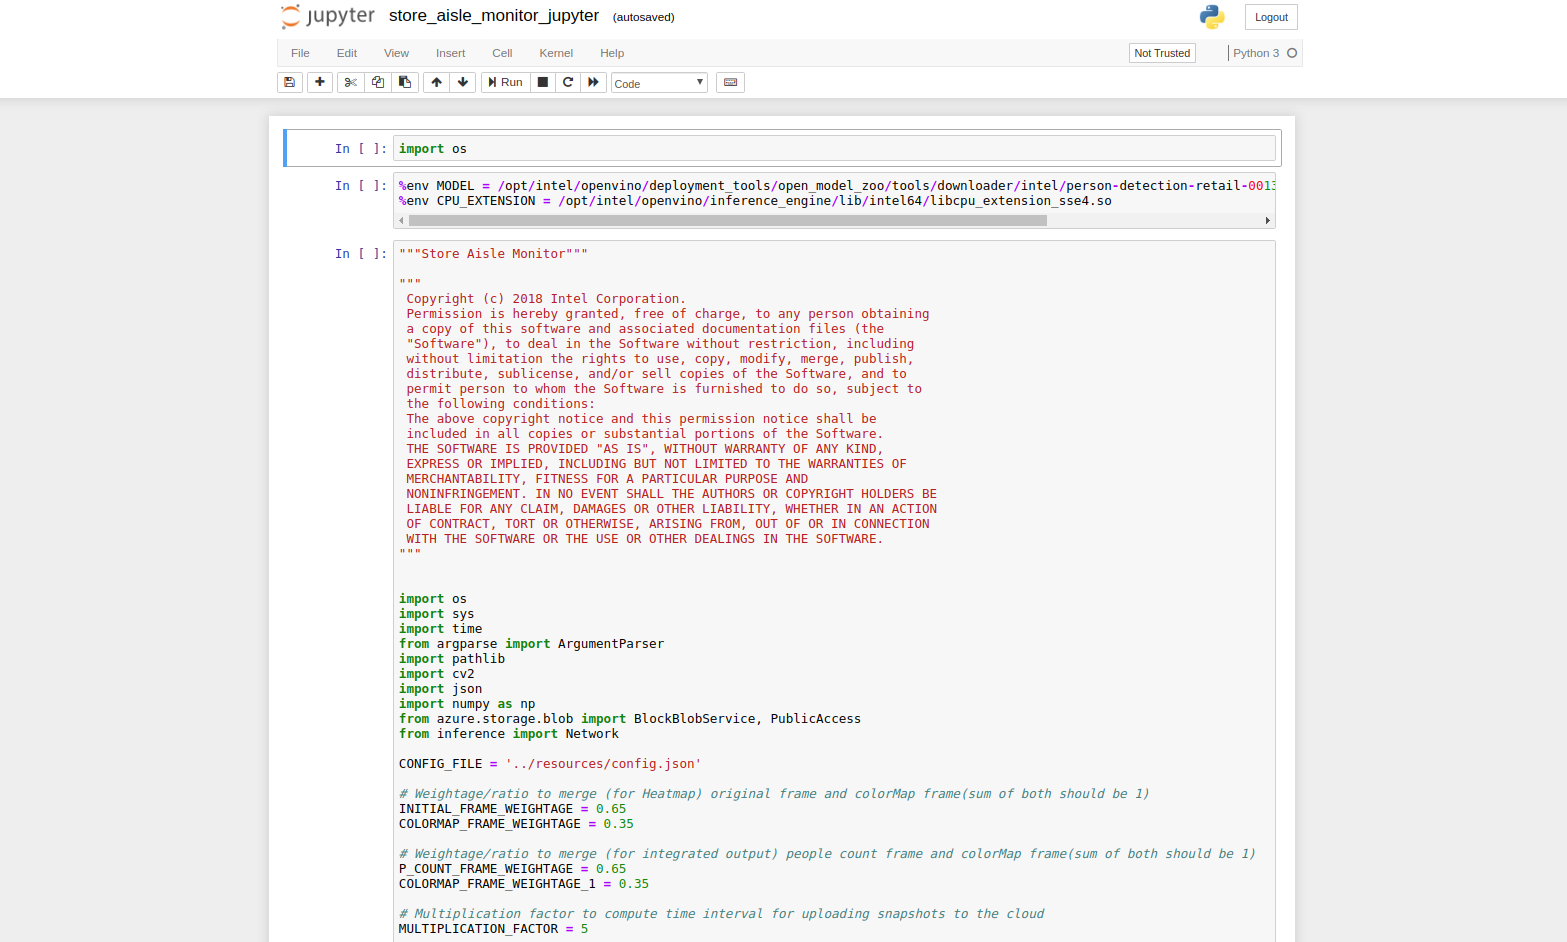 jupyter store_aisle_monitor_jupyter (autosaved) Logout
File Edit View Insert Cell Kernel Help Not Trusted Python 3
Run Code
In [ ]: import os
In [ ]: %env MODEL = /opt/intel/openvino/deployment_tools/open_model_zoo/tools/downloader/intel/person-detection-retail-0013
%env CPU_EXTENSION = /opt/intel/openvino/inference_engine/lib/intel64/libcpu_extension_sse4.so
In [ ]: """Store Aisle Monitor"""
"""
Copyright (c) 2018 Intel Corporation.
Permission is hereby granted, free of charge, to any person obtaining
a copy of this software and associated documentation files (the
"Software"), to deal in the Software without restriction, including
without limitation the rights to use, copy, modify, merge, publish,
distribute, sublicense, and/or sell copies of the Software, and to
permit person to whom the Software is furnished to do so, subject to
the following conditions:
The above copyright notice and this permission notice shall be
included in all copies or substantial portions of the Software.
THE SOFTWARE IS PROVIDED "AS IS", WITHOUT WARRANTY OF ANY KIND,
EXPRESS OR IMPLIED, INCLUDING BUT NOT LIMITED TO THE WARRANTIES OF
MERCHANTABILITY, FITNESS FOR A PARTICULAR PURPOSE AND
NONINFRINGEMENT. IN NO EVENT SHALL THE AUTHORS OR COPYRIGHT HOLDERS BE
LIABLE FOR ANY CLAIM, DAMAGES OR OTHER LIABILITY, WHETHER IN AN ACTION
OF CONTRACT, TORT OR OTHERWISE, ARISING FROM, OUT OF OR IN CONNECTION
WITH THE SOFTWARE OR THE USE OR OTHER DEALINGS IN THE SOFTWARE.
"""
import os
import sys
import time
from argparse import ArgumentParser
import pathlib
import cv2
import json
import numpy as np
from azure.storage.blob import BlockBlobService, PublicAccess
from inference import Network
CONFIG_FILE = '../resources/config.json'
# Weightage/ratio to merge (for Heatmap) original frame and colorMap frame(sum of both should be 1)
INITIAL_FRAME_WEIGHTAGE = 0.65
COLORMAP_FRAME_WEIGHTAGE = 0.35
# Weightage/ratio to merge (for integrated output) people count frame and colorMap frame(sum of both should be 1)
P_COUNT_FRAME_WEIGHTAGE = 0.65
COLORMAP_FRAME_WEIGHTAGE_1 = 0.35
# Multiplication factor to compute time interval for uploading snapshots to the cloud
MULTIPLICATION_FACTOR = 5